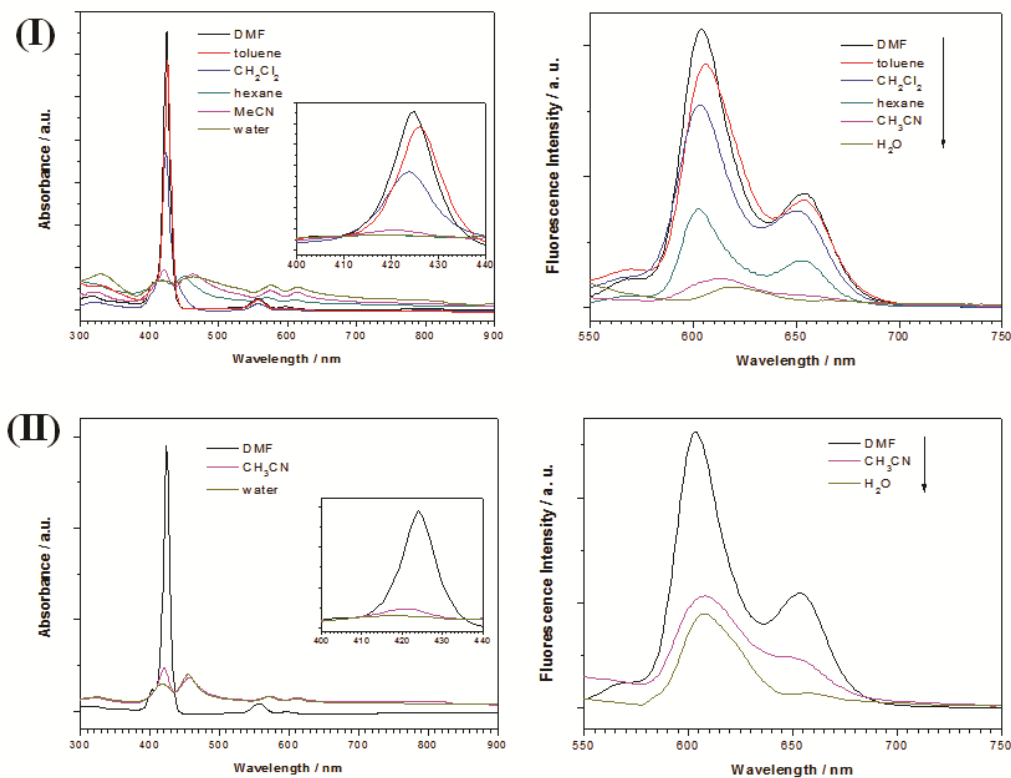 (I)
Absorbance / a.u.
DMF
toluene
CH₂Cl₂
hexane
MeCN
water
400 410 420 430 440
300 400 500 600 700 800 900
Wavelength / nm
Fluorescence Intensity / a. u.
DMF
toluene
CH₂Cl₂
hexane
CH₃CN
H₂O
550 600 650 700 750
Wavelength / nm
(II)
Absorbance / a.u.
DMF
CH₃CN
water
400 410 420 430 440
300 400 500 600 700 800 900
Wavelength / nm
Fluorescence Intensity / a. u.
DMF
CH₃CN
H₂O
550 600 650 700 750
Wavelength / nm